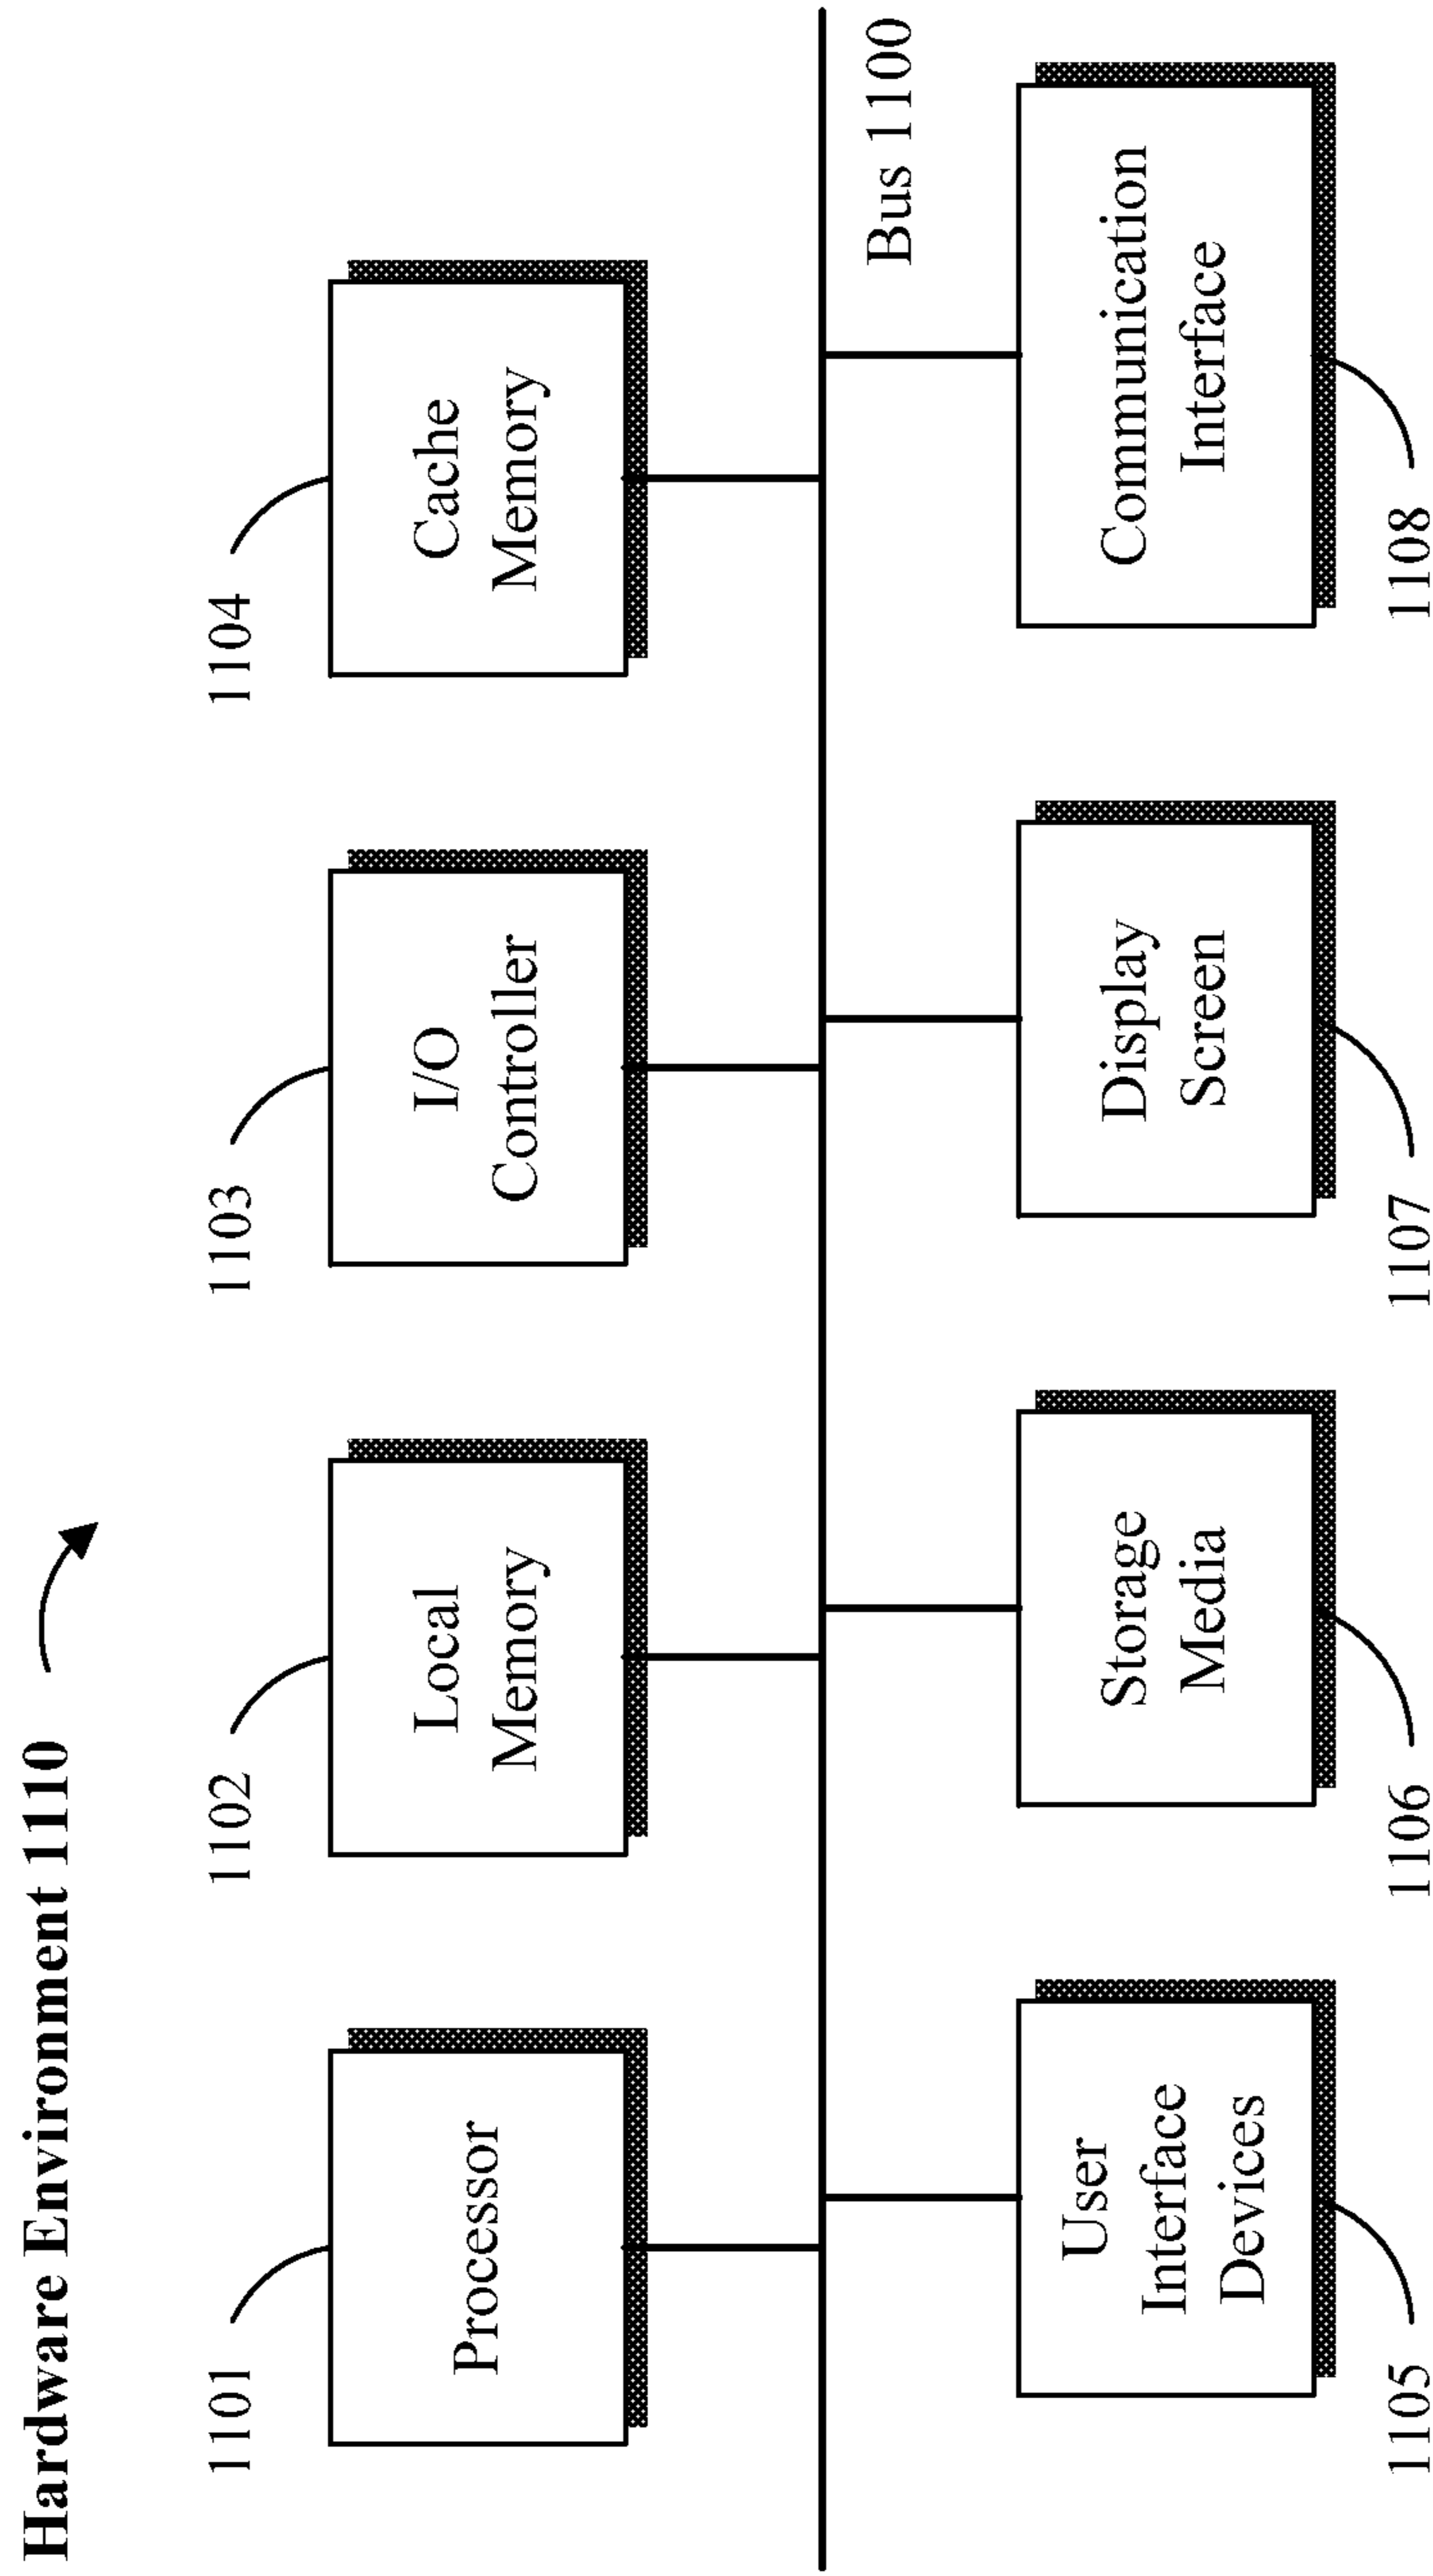 Hardware Environment 1110
1101
1102
1103
1104
Processor
Local
Memory
I/O
Controller
Cache
Memory
Bus 1100
User
Interface
Devices
Storage
Media
Display
Screen
Communication
Interface
1105
1106
1107
1108